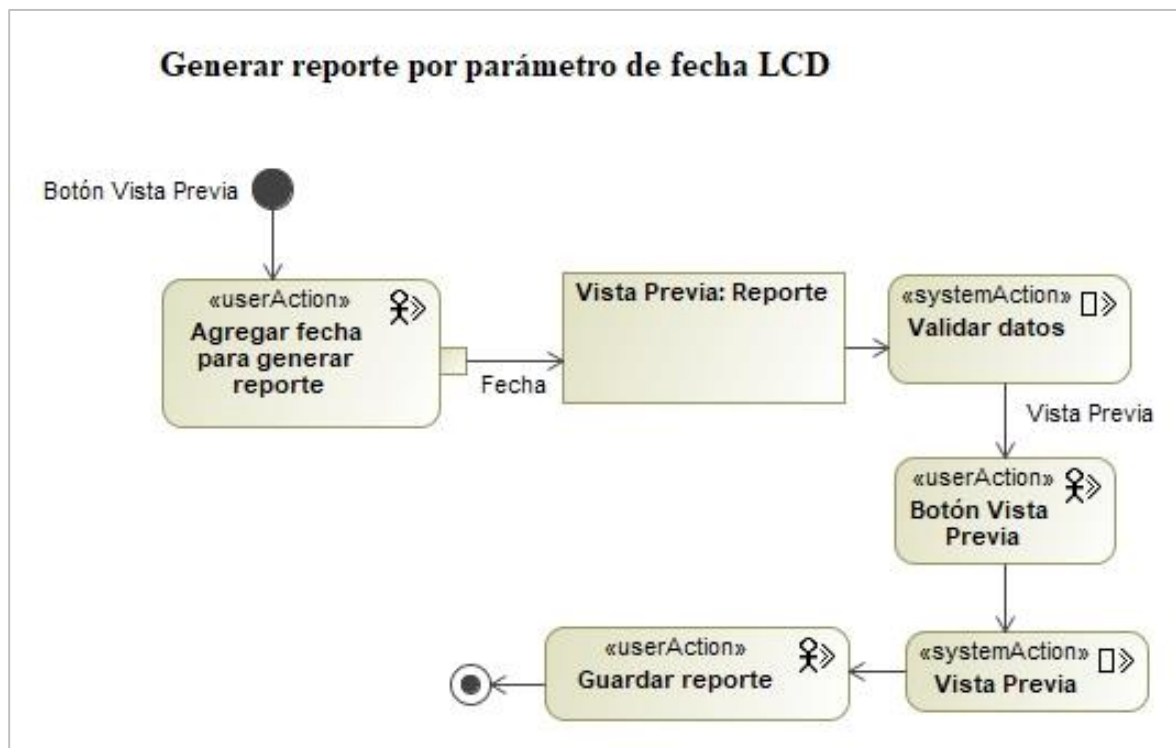 Generar reporte por parámetro de fecha LCD
Botón Vista Previa
«userAction»
Agregar fecha
para generar
reporte
Fecha
Vista Previa: Reporte
«systemAction»
Validar datos
Vista Previa
«userAction»
Botón Vista
Previa
«systemAction»
Vista Previa
«userAction»
Guardar reporte